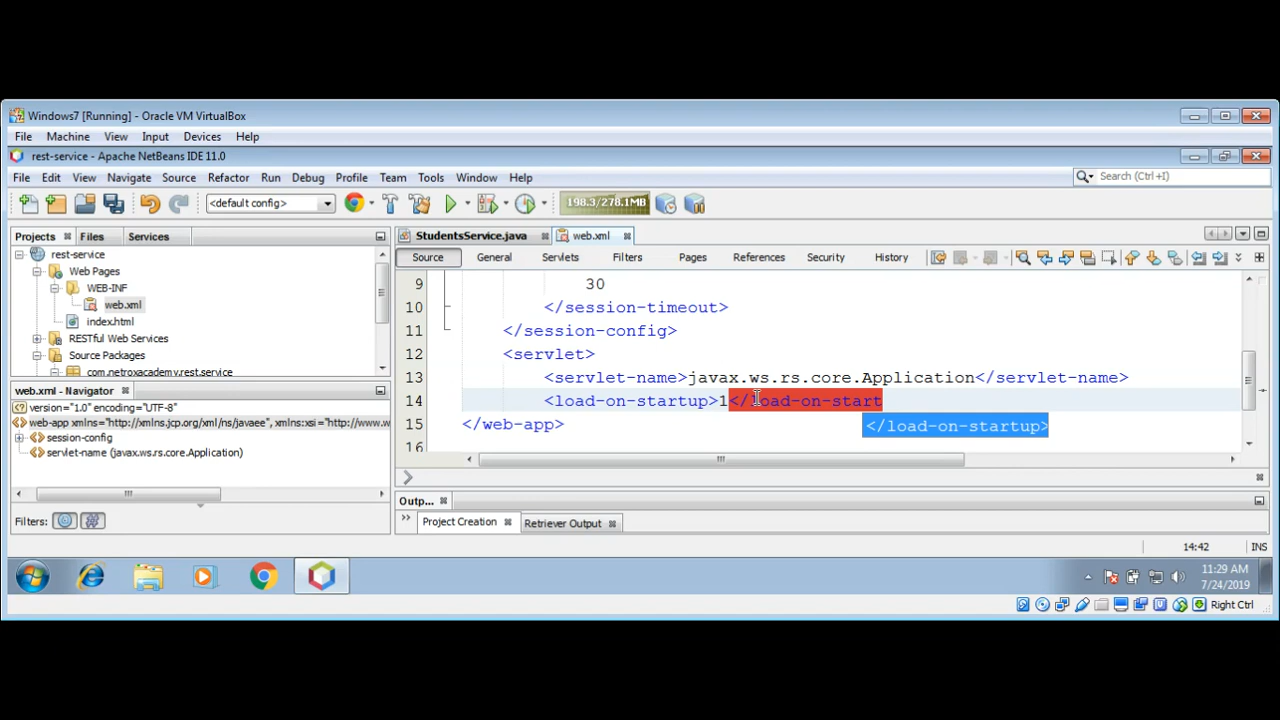 Windows7 [Running] - Oracle VM VirtualBox
File Machine View Input Devices Help
rest-service - Apache NetBeans IDE 11.0
File Edit View Navigate Source Refactor Run Debug Profile Team Tools Window Help
Search (Ctrl +I)
<default config>
198.3/278.1MB
Projects Files Services
rest-service
Web Pages
WEB-INF
web.xml
index.html
RESTful Web Services
Source Packages
com.netroxacademy.rest.service
StudentsService.java web.xml
Source General Servlets Filters Pages References Security History
9 30
10 </session-timeout>
11 </session-config>
12 <servlet>
13 <servlet-name>javax.ws.rs.core.Application</servlet-name>
14 <load-on-startup>1</load-on-start
</load-on-startup>
15 </web-app>
16
web.xml - Navigator
version="1.0" encoding="UTF-8"
web-app xmlns="http://xmlns.jcp.org/xml/ns/javaee", xmlns:xsi="http://www.w
session-config
servlet-name (javax.ws.rs.core.Application)
Filters:
Outp...
Project Creation Retriever Output
14:42 INS
11:29 AM
7/24/2019
Right Ctrl